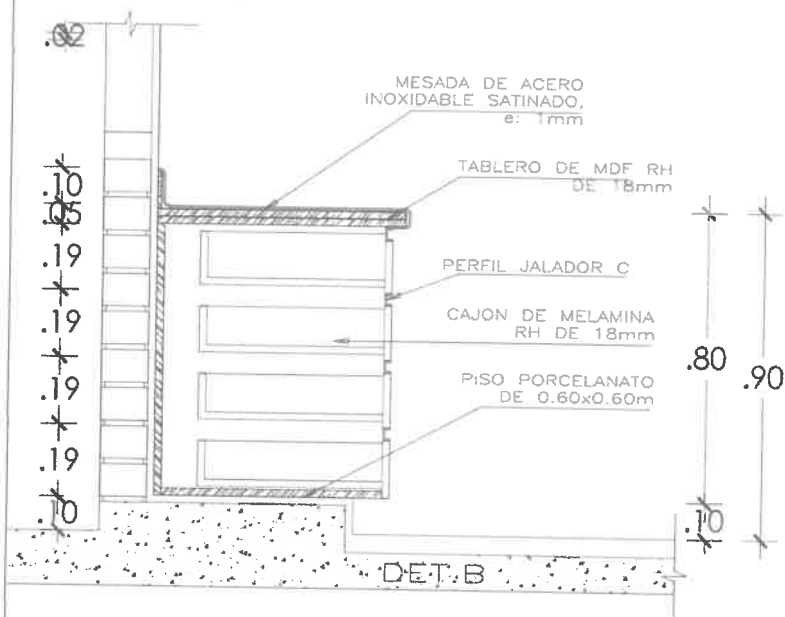 .02
MESADA DE ACERO
INOXIDABLE SATINADO,
e: 1mm
TABLERO DE MDF RH
DE 18mm
.10
.05
.19
PERFIL JALADOR C
.19
CAJON DE MELAMINA
RH DE 18mm
.80
.90
.19
PISO PORCELANATO
DE 0.60x0.60m
.19
.10
.10
DET.B